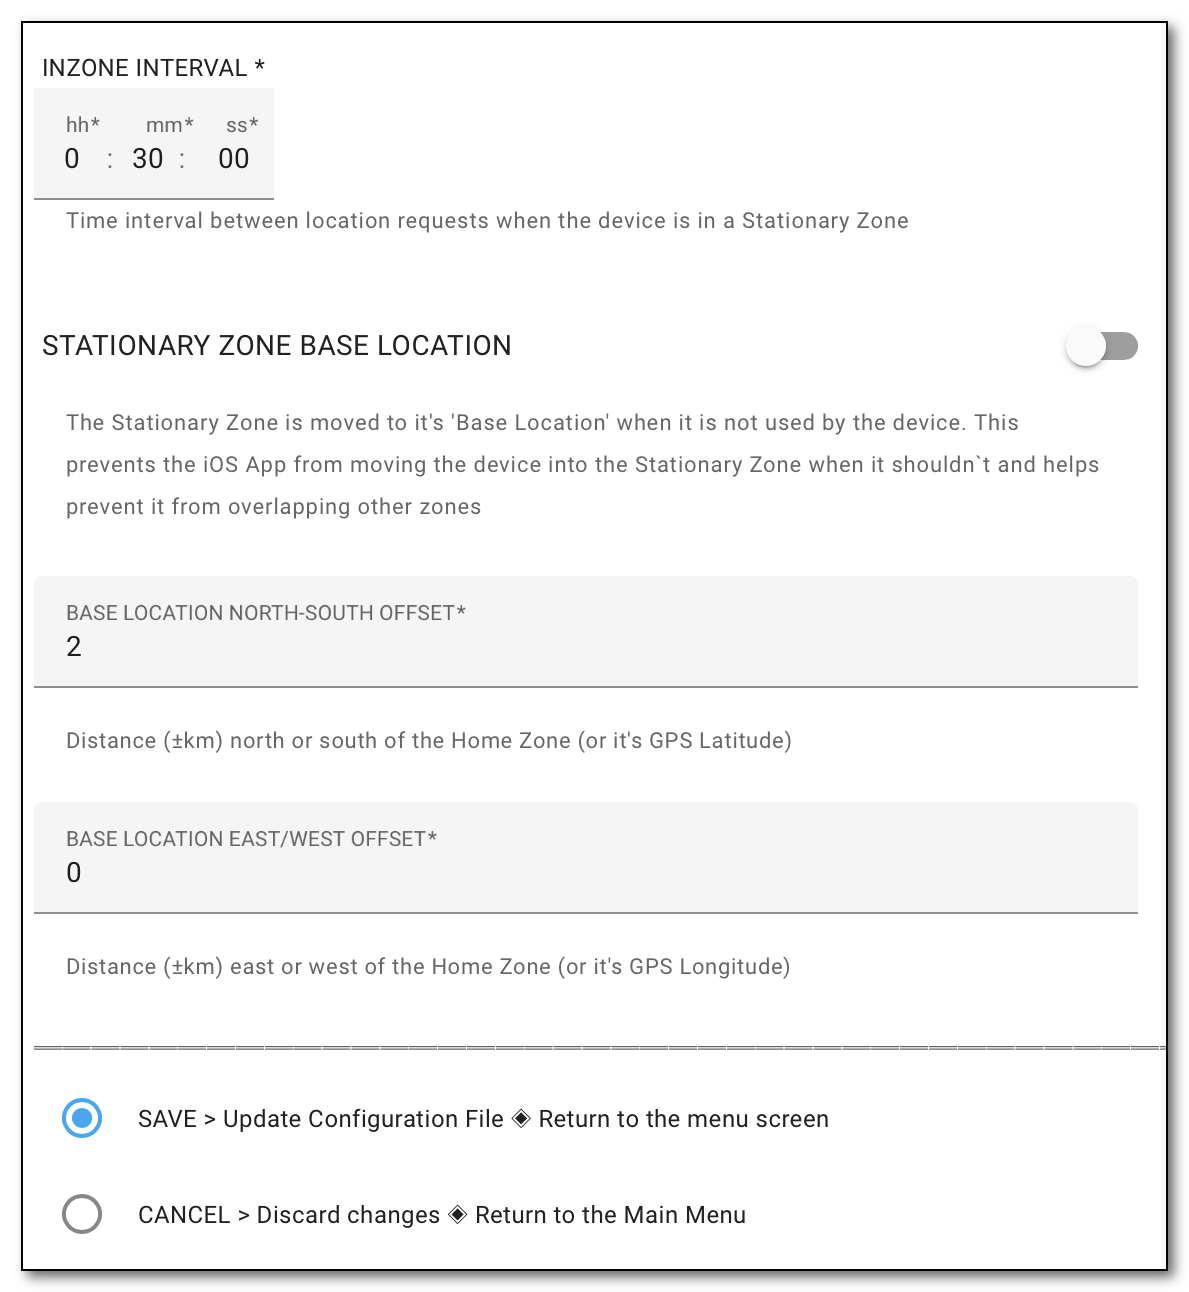 INZONE INTERVAL *
hh* mm* ss*
0 : 30 : 00
Time interval between location requests when the device is in a Stationary Zone
STATIONARY ZONE BASE LOCATION
The Stationary Zone is moved to it's 'Base Location' when it is not used by the device. This
prevents the iOS App from moving the device into the Stationary Zone when it shouldn`t and helps
prevent it from overlapping other zones
BASE LOCATION NORTH-SOUTH OFFSET*
2
Distance (±km) north or south of the Home Zone (or it's GPS Latitude)
BASE LOCATION EAST/WEST OFFSET*
0
Distance (±km) east or west of the Home Zone (or it's GPS Longitude)
SAVE > Update Configuration File ◈ Return to the menu screen
CANCEL > Discard changes ◈ Return to the Main Menu